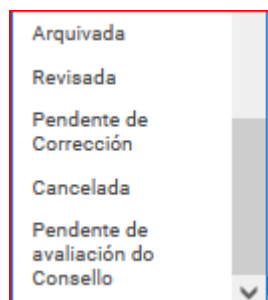 Arquivada
Revisada
Pendente de
Corrección
Cancelada
Pendente de
avaliación do
Consello